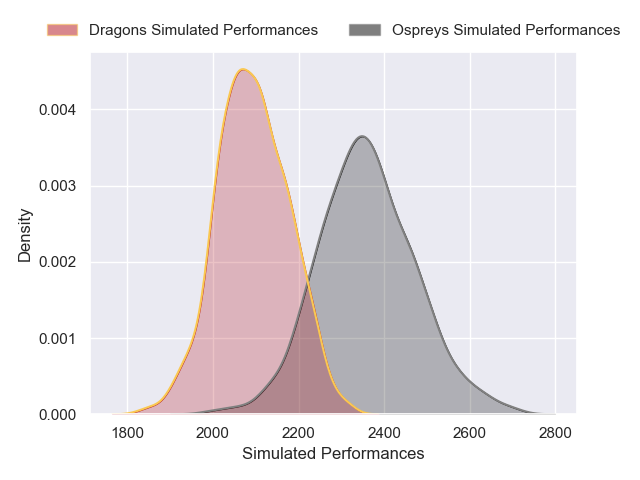 Dragons Simulated Performances
Ospreys Simulated Performances
Density
0.004
0.003
0.002
0.001
0.000
1800 2000 2200 2400 2600 2800
Simulated Performances